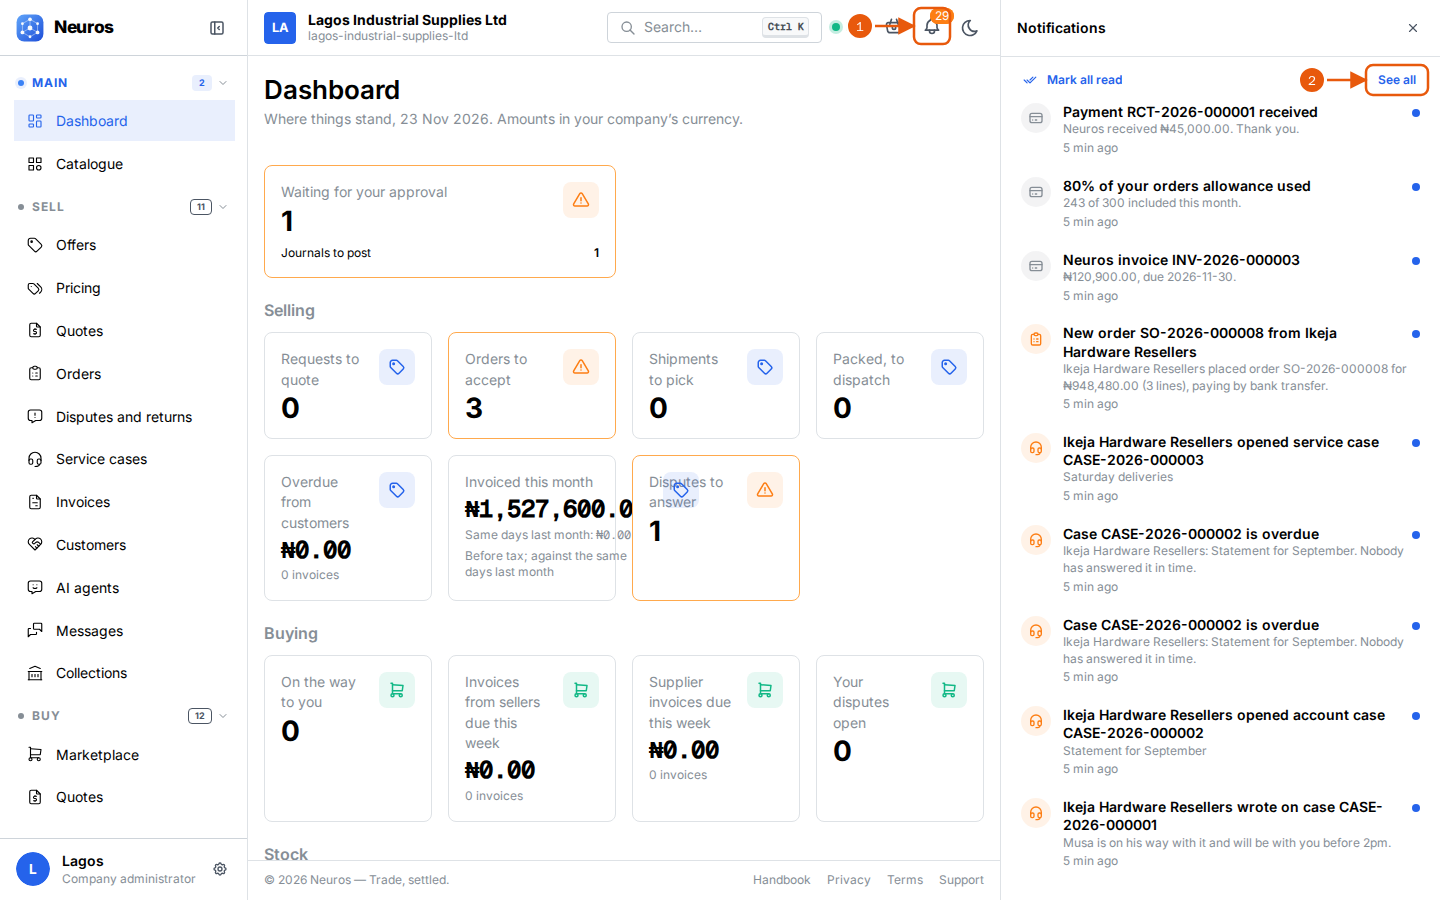 Neuros
MAIN
2
Dashboard
Catalogue
SELL
11
Offers
Pricing
Quotes
Orders
Disputes and returns
Service cases
Invoices
Customers
AI agents
Messages
Collections
BUY
12
Marketplace
Quotes
L
Lagos
Company administrator
LA
Lagos Industrial Supplies Ltd
lagos-industrial-supplies-ltd
Search...
Ctrl K
1
29
Dashboard
Where things stand, 23 Nov 2026. Amounts in your company's currency.
Waiting for your approval
1
Journals to post
1
Selling
Requests to
quote
0
Orders to
accept
3
Shipments
to pick
0
Packed, to
dispatch
0
Overdue
from
customers
₦0.00
0 invoices
Invoiced this month
₦1,527,600.0
Same days last month: ₦0.00
Before tax; against the same
days last month
Disputes to
answer
1
Buying
On the way
to you
0
Invoices
from sellers
due this
week
₦0.00
0 invoices
Supplier
invoices due
this week
₦0.00
0 invoices
Your
disputes
open
0
Stock
© 2026 Neuros — Trade, settled.
Handbook
Privacy
Terms
Support
Notifications
Mark all read
2
See all
Payment RCT-2026-000001 received
Neuros received ₦45,000.00. Thank you.
5 min ago
80% of your orders allowance used
243 of 300 included this month.
5 min ago
Neuros invoice INV-2026-000003
₦120,900.00, due 2026-11-30.
5 min ago
New order SO-2026-000008 from Ikeja
Hardware Resellers
Ikeja Hardware Resellers placed order SO-2026-000008 for
₦948,480.00 (3 lines), paying by bank transfer.
5 min ago
Ikeja Hardware Resellers opened service case
CASE-2026-000003
Saturday deliveries
5 min ago
Case CASE-2026-000002 is overdue
Ikeja Hardware Resellers: Statement for September. Nobody
has answered it in time.
5 min ago
Case CASE-2026-000002 is overdue
Ikeja Hardware Resellers: Statement for September. Nobody
has answered it in time.
5 min ago
Ikeja Hardware Resellers opened account case
CASE-2026-000002
Statement for September
5 min ago
Ikeja Hardware Resellers wrote on case CASE-
2026-000001
Musa is on his way with it and will be with you before 2pm.
5 min ago